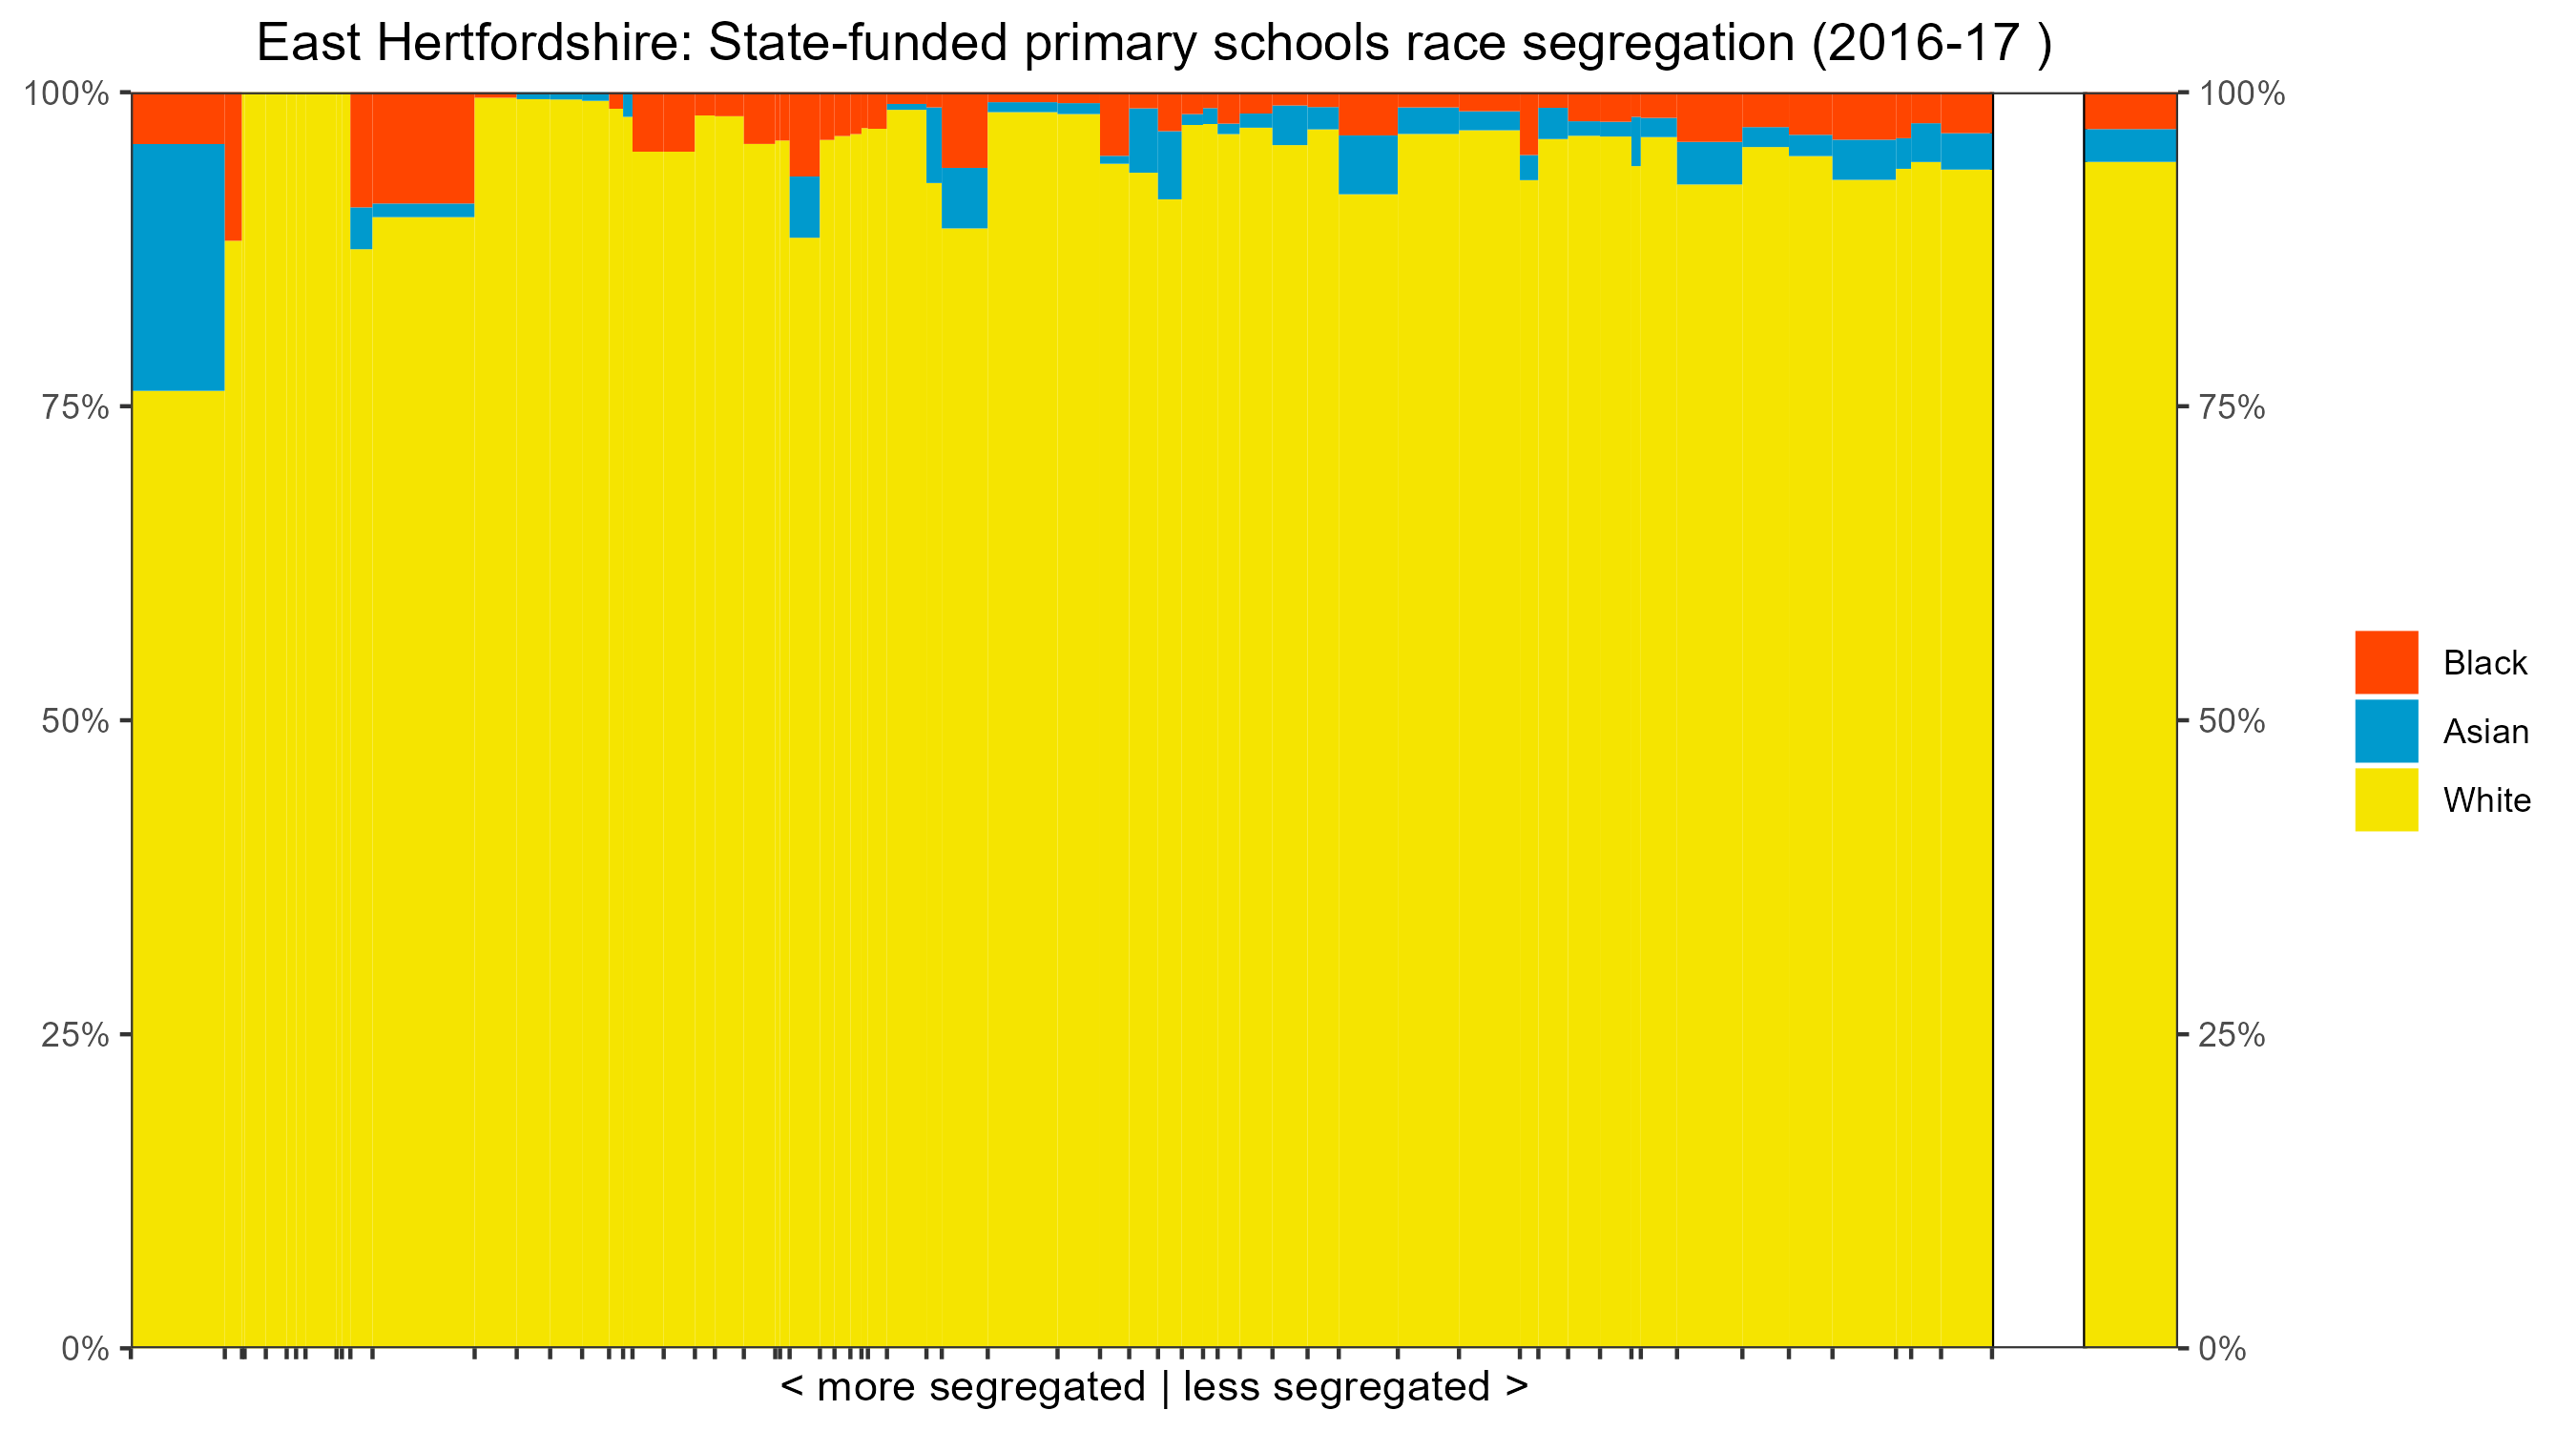 East Hertfordshire: State-funded primary schools race segregation (2016-17 )
100%
75%
50%
25%
0%
100%
75%
50%
25%
0%
Black
Asian
White
< more segregated | less segregated >